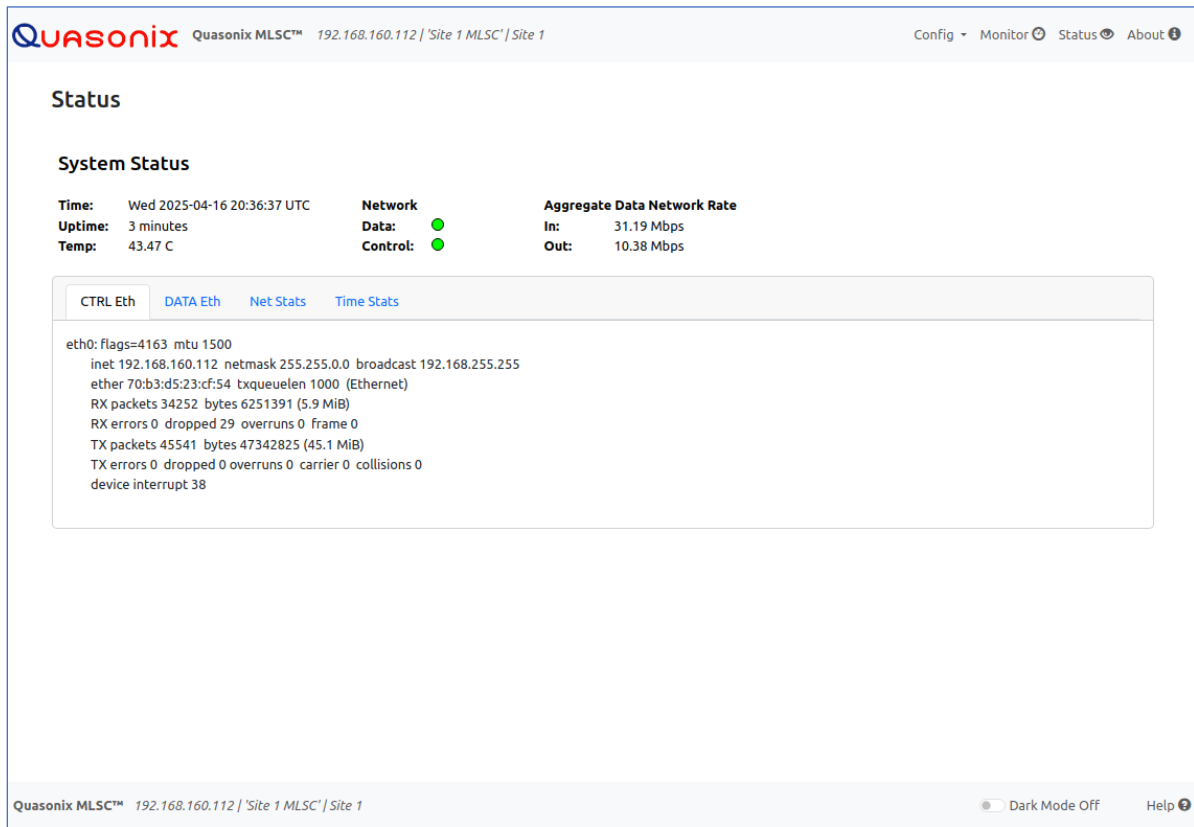 Quasonix Quasonix MLSC™ 192.168.160.112 | 'Site 1 MLSC' | Site 1 Config Monitor Status About
Status
System Status
Time: Wed 2025-04-16 20:36:37 UTC Network Aggregate Data Network Rate
Uptime: 3 minutes Data: In: 31.19 Mbps
Temp: 43.47 C Control: Out: 10.38 Mbps
CTRL Eth DATA Eth Net Stats Time Stats
eth0: flags=4163 mtu 1500
inet 192.168.160.112 netmask 255.255.0.0 broadcast 192.168.255.255
ether 70:b3:d5:23:cf:54 txqueuelen 1000 (Ethernet)
RX packets 34252 bytes 6251391 (5.9 MiB)
RX errors 0 dropped 29 overruns 0 frame 0
TX packets 45541 bytes 47342825 (45.1 MiB)
TX errors 0 dropped 0 overruns 0 carrier 0 collisions 0
device interrupt 38
Quasonix MLSC™ 192.168.160.112 | 'Site 1 MLSC' | Site 1 Dark Mode Off Help